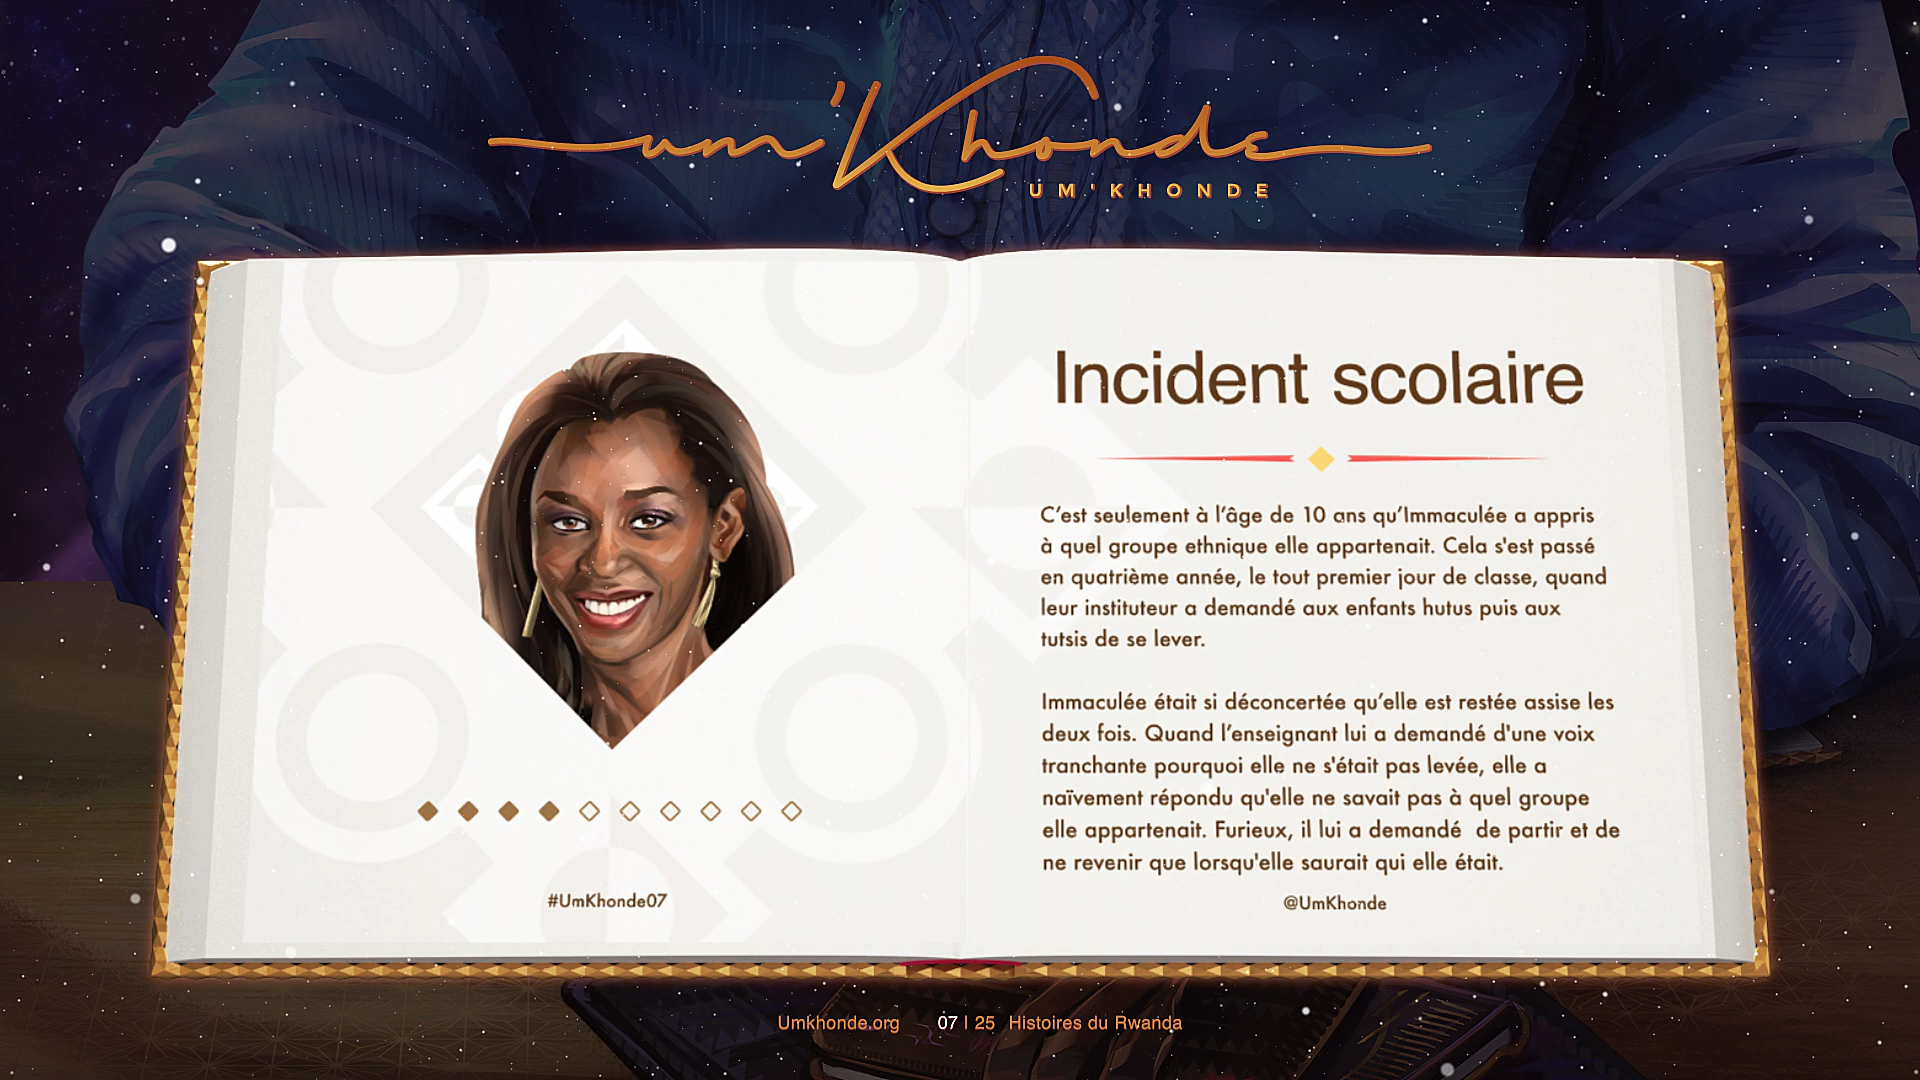 um'Khonde
UM'KHONDE
Incident scolaire
C’est seulement à l’âge de 10 ans qu’Immaculée a appris
à quel groupe ethnique elle appartenait. Cela s'est passé
en quatrième année, le tout premier jour de classe, quand
leur instituteur a demandé aux enfants hutus puis aux
tutsis de se lever.
Immaculée était si déconcertée qu’elle est restée assise les
deux fois. Quand l’enseignant lui a demandé d'une voix
tranchante pourquoi elle ne s'était pas levée, elle a
naïvement répondu qu'elle ne savait pas à quel groupe
elle appartenait. Furieux, il lui a demandé  de partir et de
ne revenir que lorsqu'elle saurait qui elle était.
#UmKhonde07
@UmKhonde
Umkhonde.org 07 | 25 Histoires du Rwanda